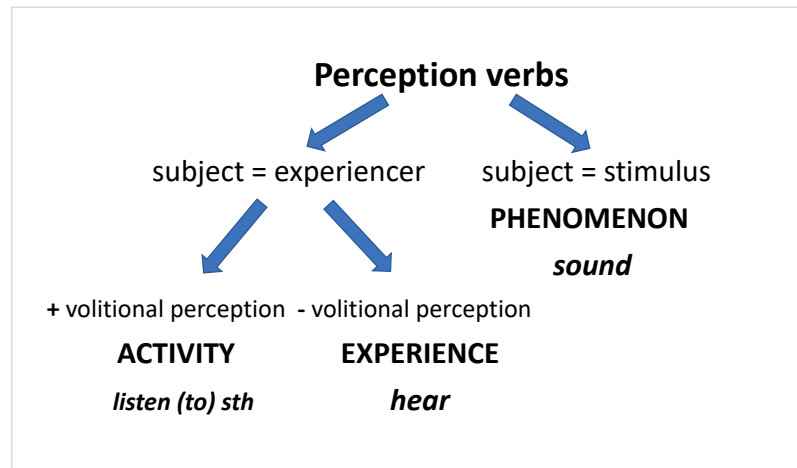 Perception verbs
subject = experiencer
subject = stimulus
PHENOMENON
sound
+ volitional perception
- volitional perception
ACTIVITY
EXPERIENCE
listen (to) sth
hear